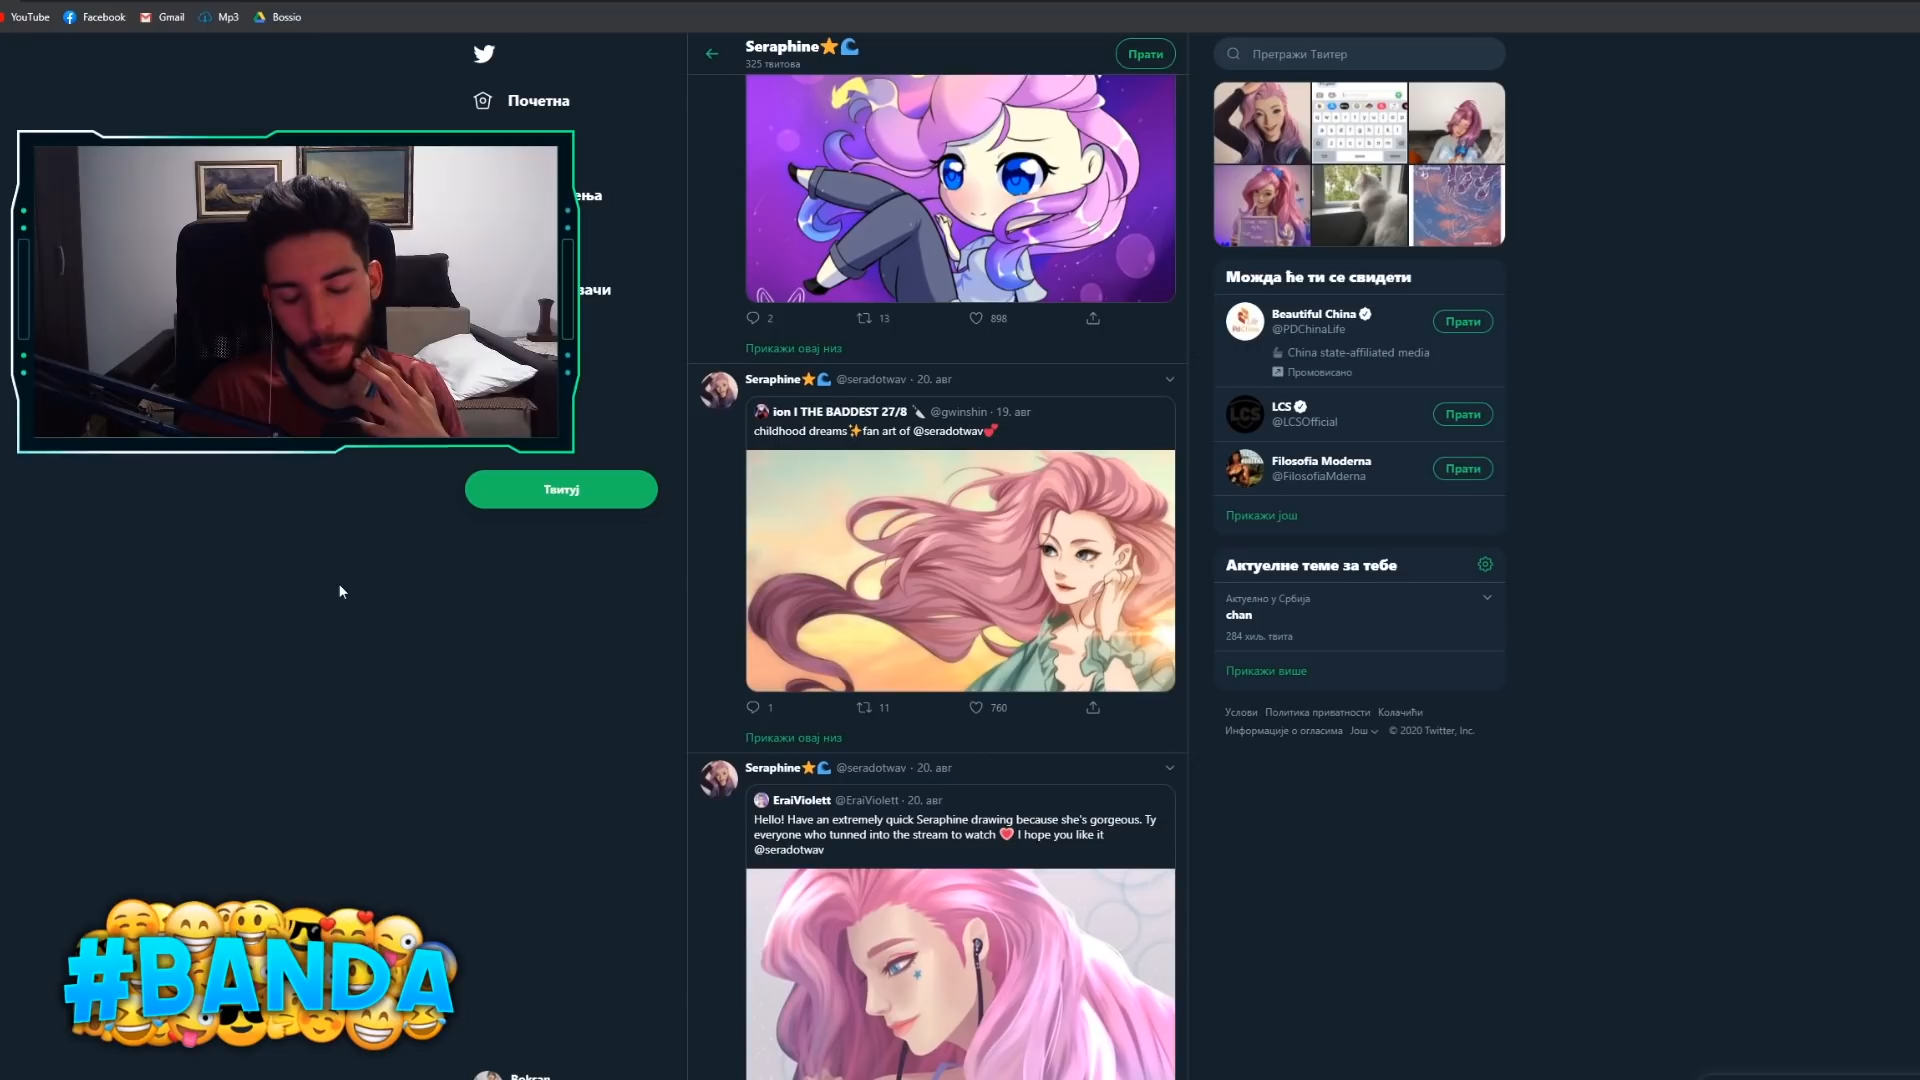 YouTube Facebook Gmail Mp3 Bossio
Почетна
ења
вачи
Твитуј
#BANDA
Seraphine⭐🌊
325 твитова
Прати
2 13 898
Прикажи овај низ
Seraphine⭐🌊 @seradotwav · 20. авг
ion I THE BADDEST 27/8 🔪 @gwinshin · 19. авг
childhood dreams✨fan art of @seradotwav💕
1 11 760
Прикажи овај низ
Seraphine⭐🌊 @seradotwav · 20. авг
EraiViolett @EraiViolett · 20. авг
Hello! Have an extremely quick Seraphine drawing because she's gorgeous. Ty
everyone who tunned into the stream to watch ❤️ I hope you like it
@seradotwav
Претражи Твитер
Можда ће ти се свидети
Beautiful China
@PDChinaLife
Прати
China state-affiliated media
Промовисано
LCS
LCS
@LCSOfficial
Прати
Filosofia Moderna
@FilosofiaMderna
Прати
Прикажи још
Актуелне теме за тебе
Актуелно у Србија
chan
284 хиљ. твита
Прикажи више
Услови Политика приватности Колачићи
Информације о огласима Још © 2020 Twitter, Inc.